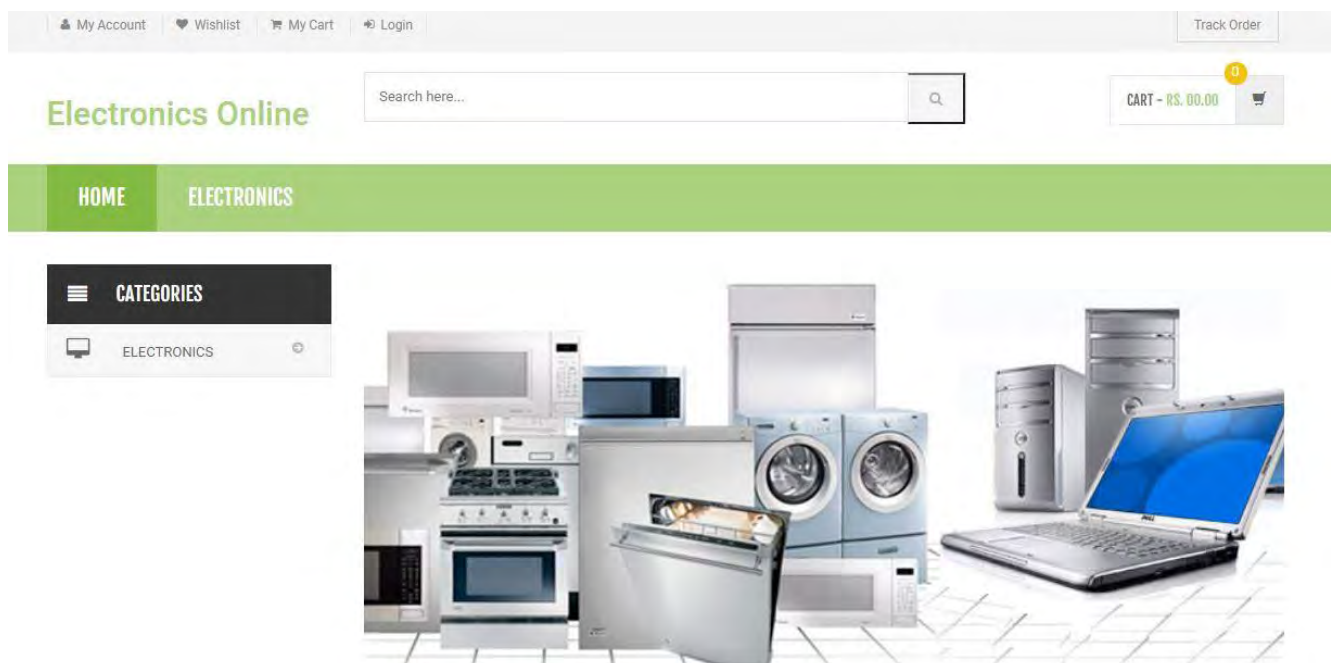 My Account Wishlist My Cart Login Track Order
Search here...
0
Electronics Online
CART - RS. 00.00
HOME ELECTRONICS
CATEGORIES
ELECTRONICS
DELL